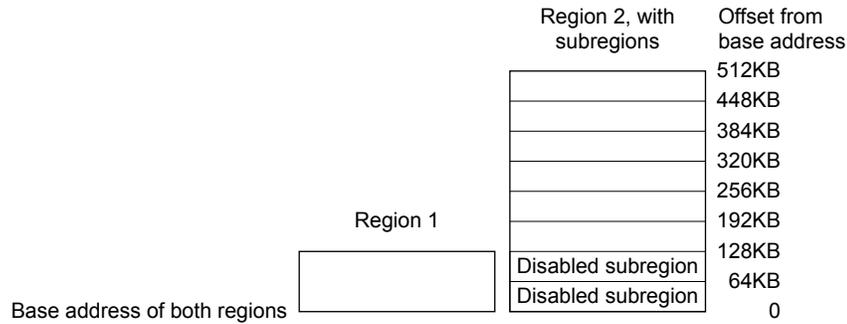 Region 2, with
subregions
Offset from
base address
512KB
448KB
384KB
320KB
256KB
192KB
Region 1
128KB
Disabled subregion
64KB
Disabled subregion
Base address of both regions
0